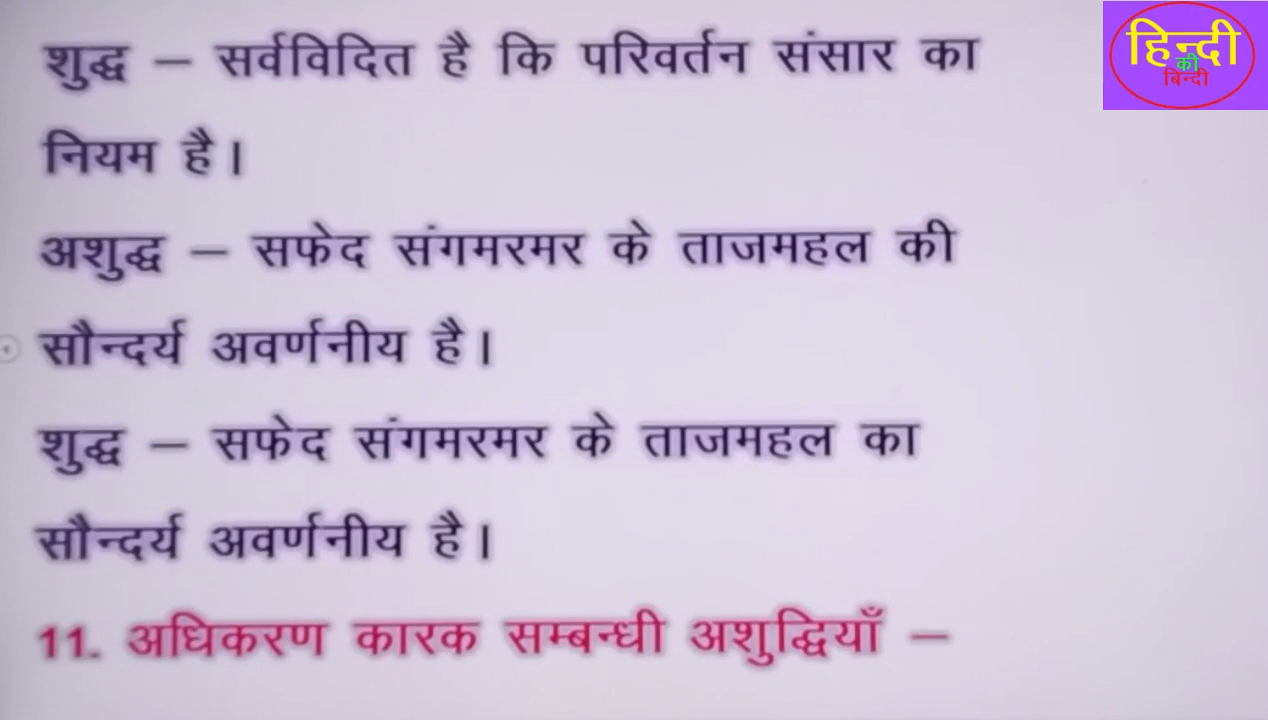 शुद्ध – सर्वविदित है कि परिवर्तन संसार का
नियम है।
अशुद्ध – सफेद संगमरमर के ताजमहल की
सौन्दर्य अवर्णनीय है।
शुद्ध – सफेद संगमरमर के ताजमहल का
सौन्दर्य अवर्णनीय है।
11. अधिकरण कारक सम्बन्धी अशुद्धियाँ –
हिन्दी
की
बिन्दी